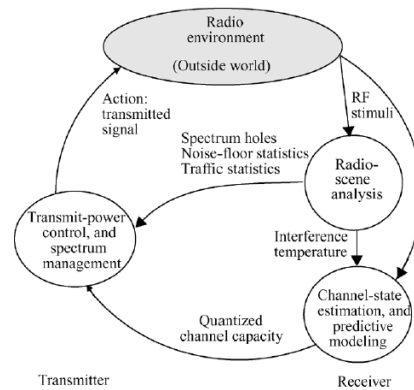 Radio
environment
(Outside world)
Action:
transmitted
signal
RF
stimuli
Spectrum holes
Noise-floor statistics
Traffic statistics
Radio-
scene
analysis
Transmit-power
control, and
spectrum
management
Interference
temperature
Channel-state
estimation, and
predictive
modeling
Quantized
channel capacity
Transmitter
Receiver